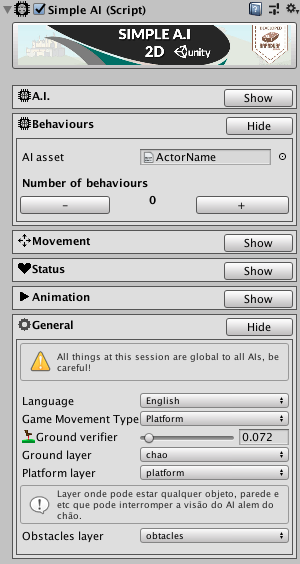 Simple AI (Script)
SIMPLE A.I
2D unity
A.I. Show
Behaviours Hide
AI asset ActorName
Number of behaviours
- 0 +
Movement Show
Status Show
Animation Show
General Hide
All things at this session are global to all AIs, be
careful!
Language English
Game Movement Type Platform
Ground verifier 0.072
Ground layer chao
Platform layer platform
Layer onde pode estar qualquer objeto, parede e
etc que pode interromper a visão do AI alem do
chão.
Obstacles layer obtacles